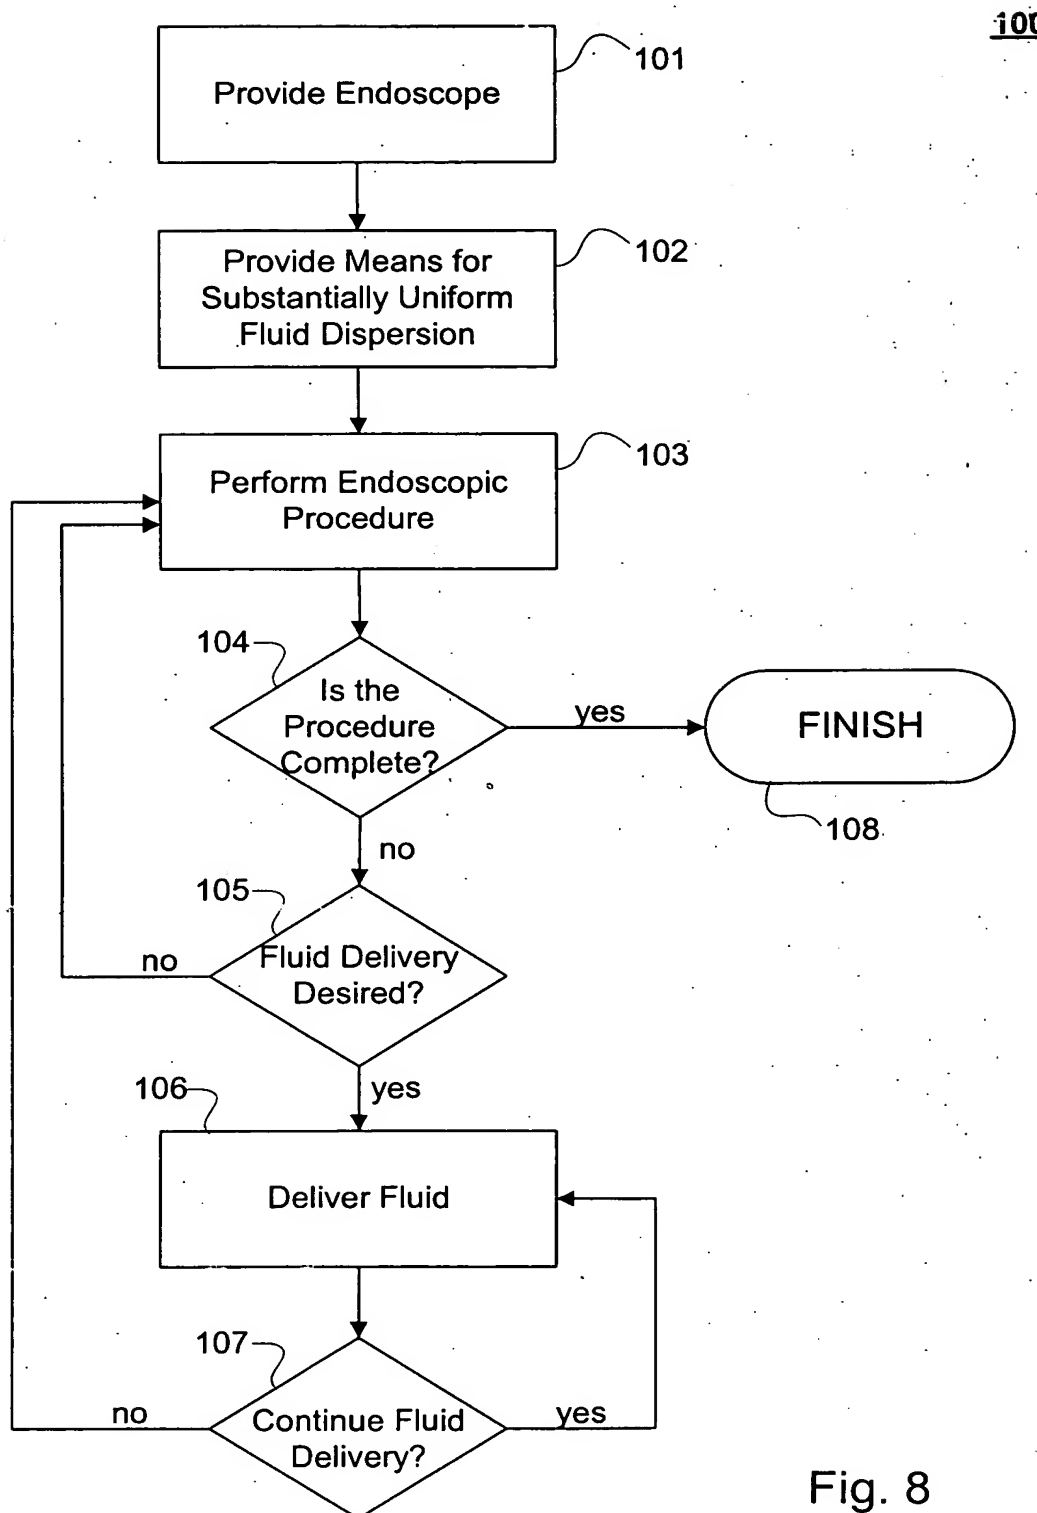 100
101
Provide Endoscope
102
Provide Means for
Substantially Uniform
Fluid Dispersion
103
Perform Endoscopic
Procedure
104
Is the
Procedure
Complete?
yes
FINISH
108
no
105
Fluid Delivery
Desired?
no
yes
106
Deliver Fluid
107
Continue Fluid
Delivery?
no
yes
Fig. 8